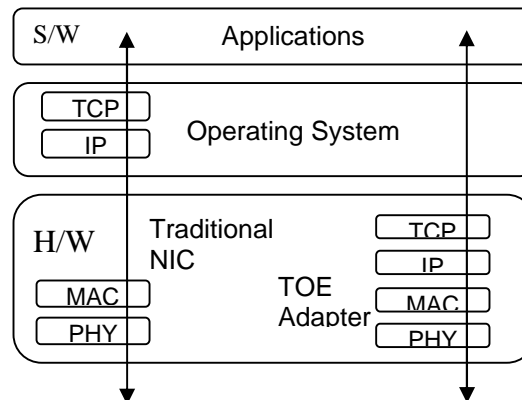 S/W
Applications
TCP
IP
Operating System
H/W
Traditional
NIC
MAC
PHY
TOE
Adapter
TCP
IP
MAC
PHY